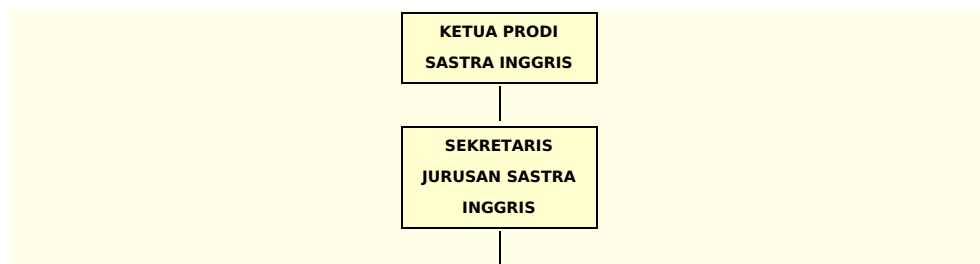 KETUA PRODI
SASTRA INGGRIS
SEKRETARIS
JURUSAN SASTRA
INGGRIS